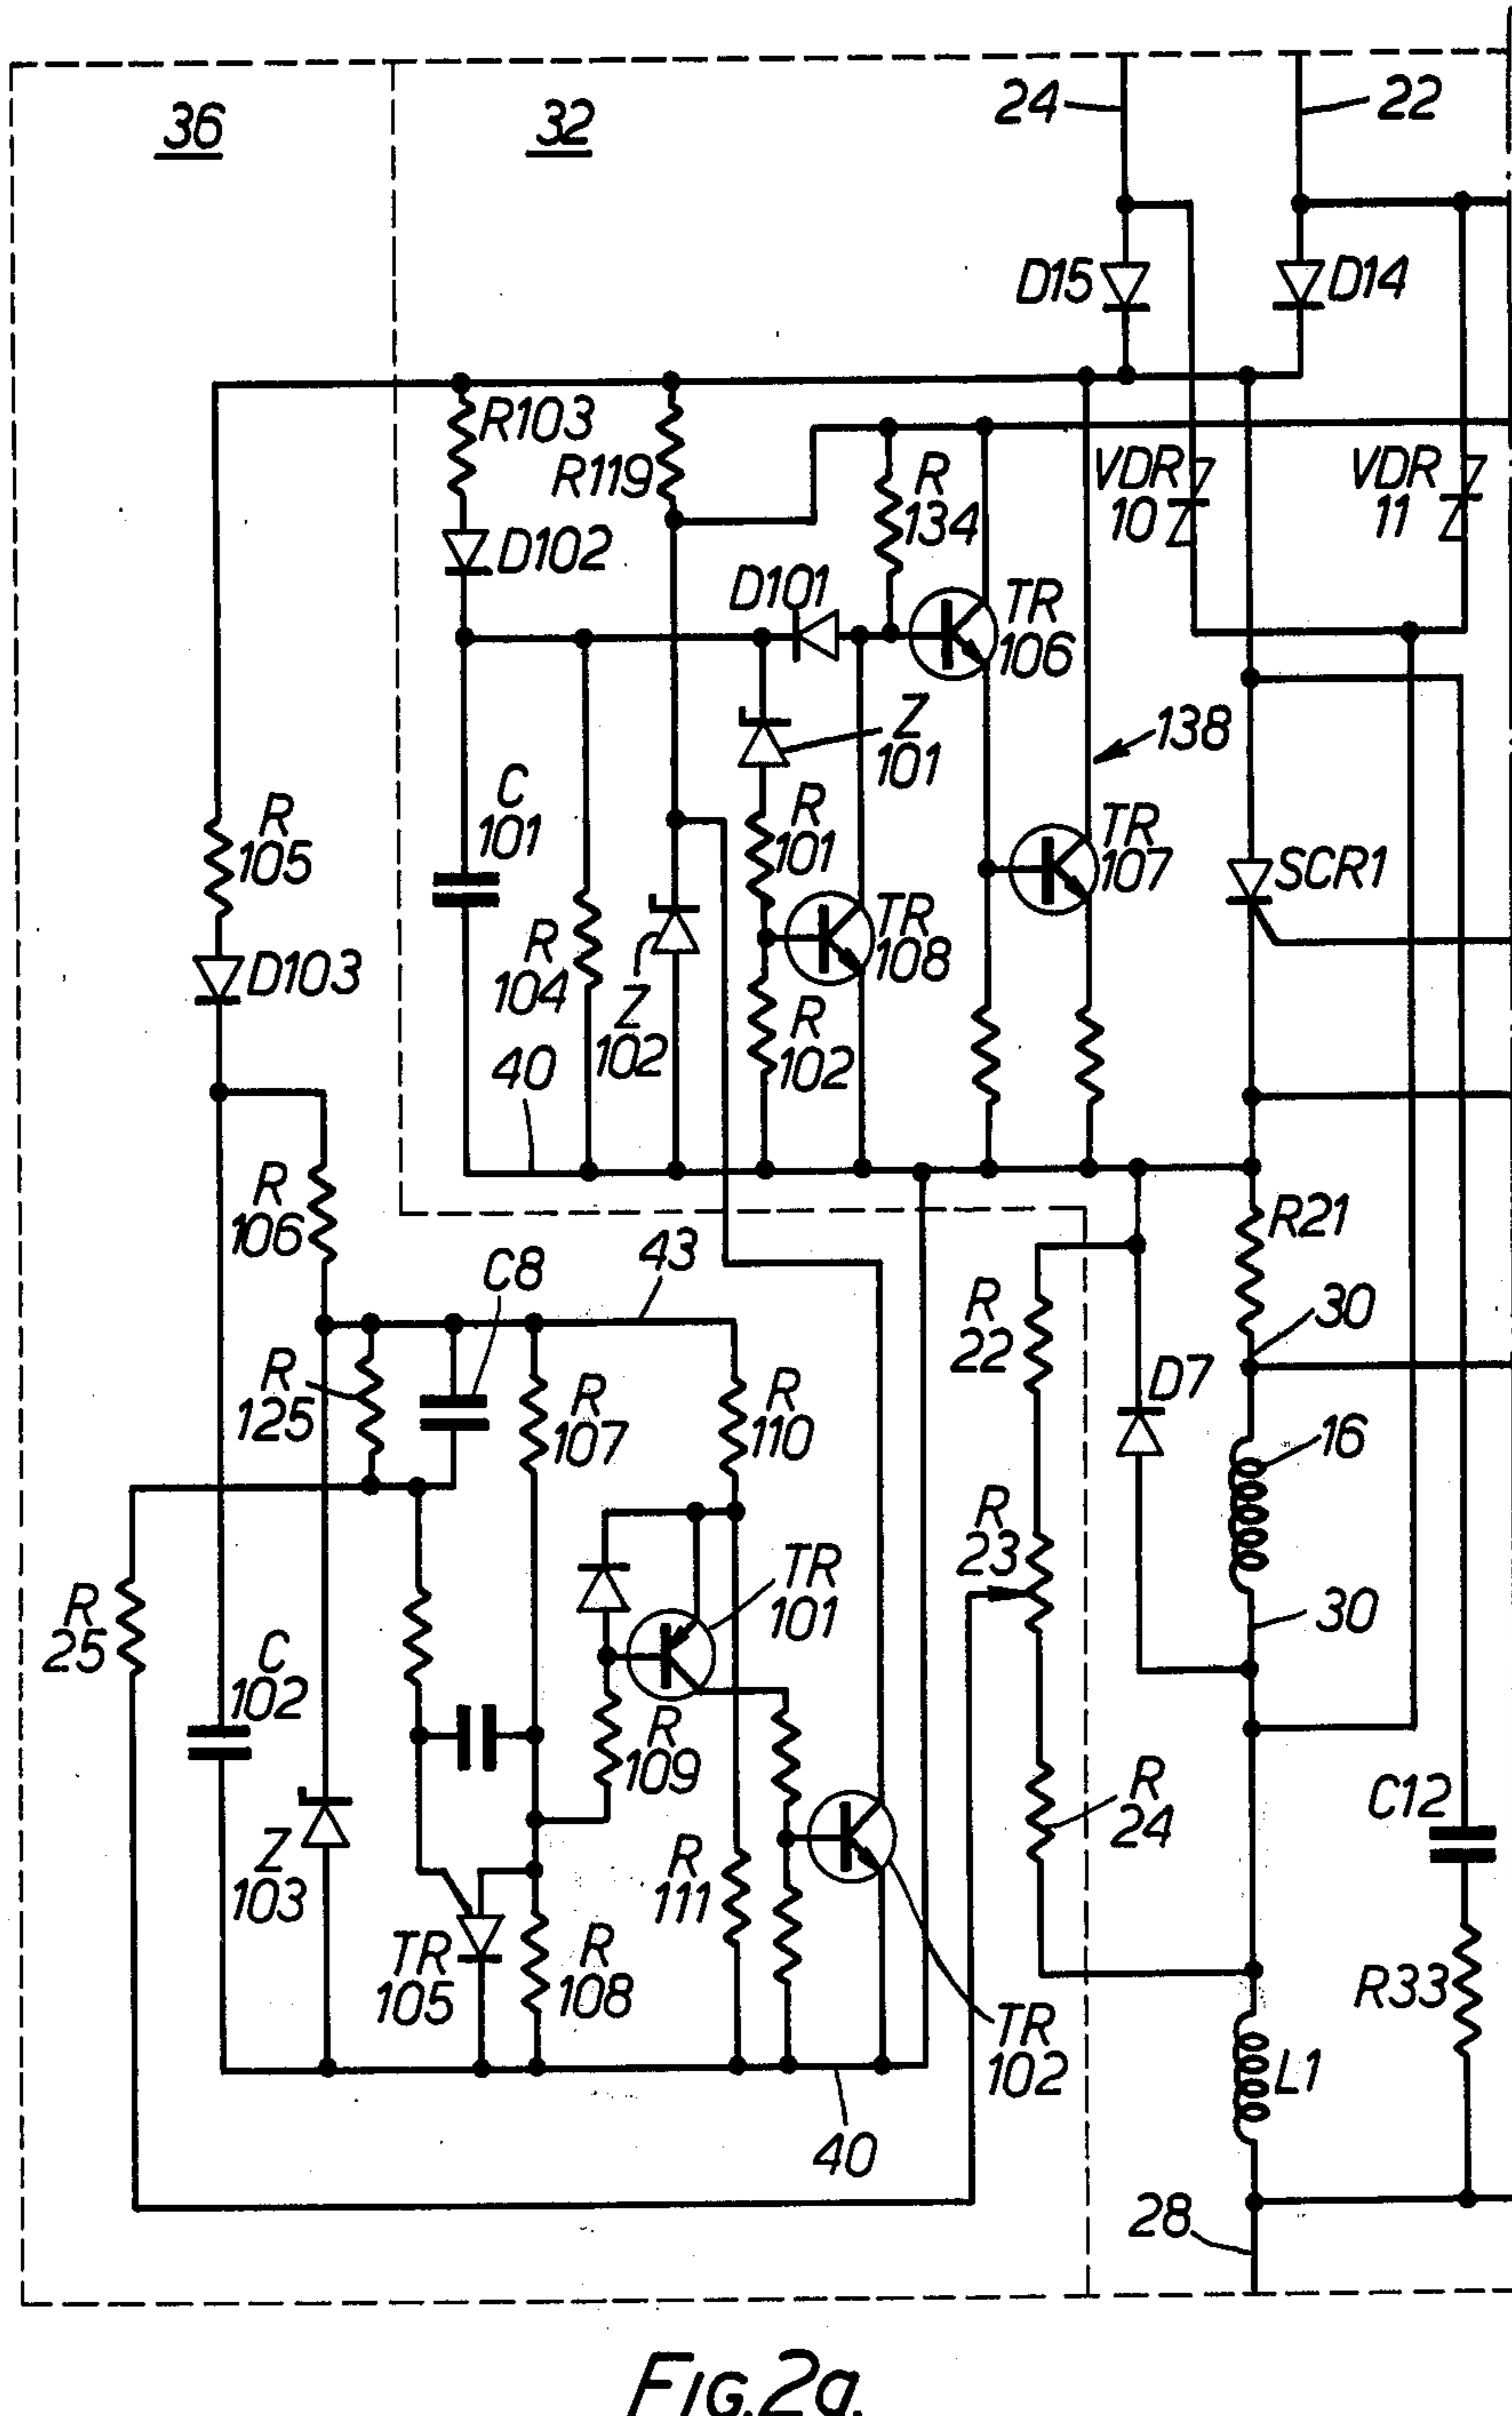 36
32
24
22
D15
D14
R103
R119
R
134
VDR
10
VDR
11
D102
D101
TR
106
Z
101
138
C
101
R
101
TR
107
R
105
SCR1
R
104
TR
108
D103
Z
102
R
102
40
R
106
43
R21
C8
R
22
30
R
125
R
107
R
110
D7
16
R
23
TR
101
R
25
30
C
102
R
109
R
24
C12
Z
103
R
111
TR
105
R
108
R33
TR
102
L1
40
28
FIG.2a.